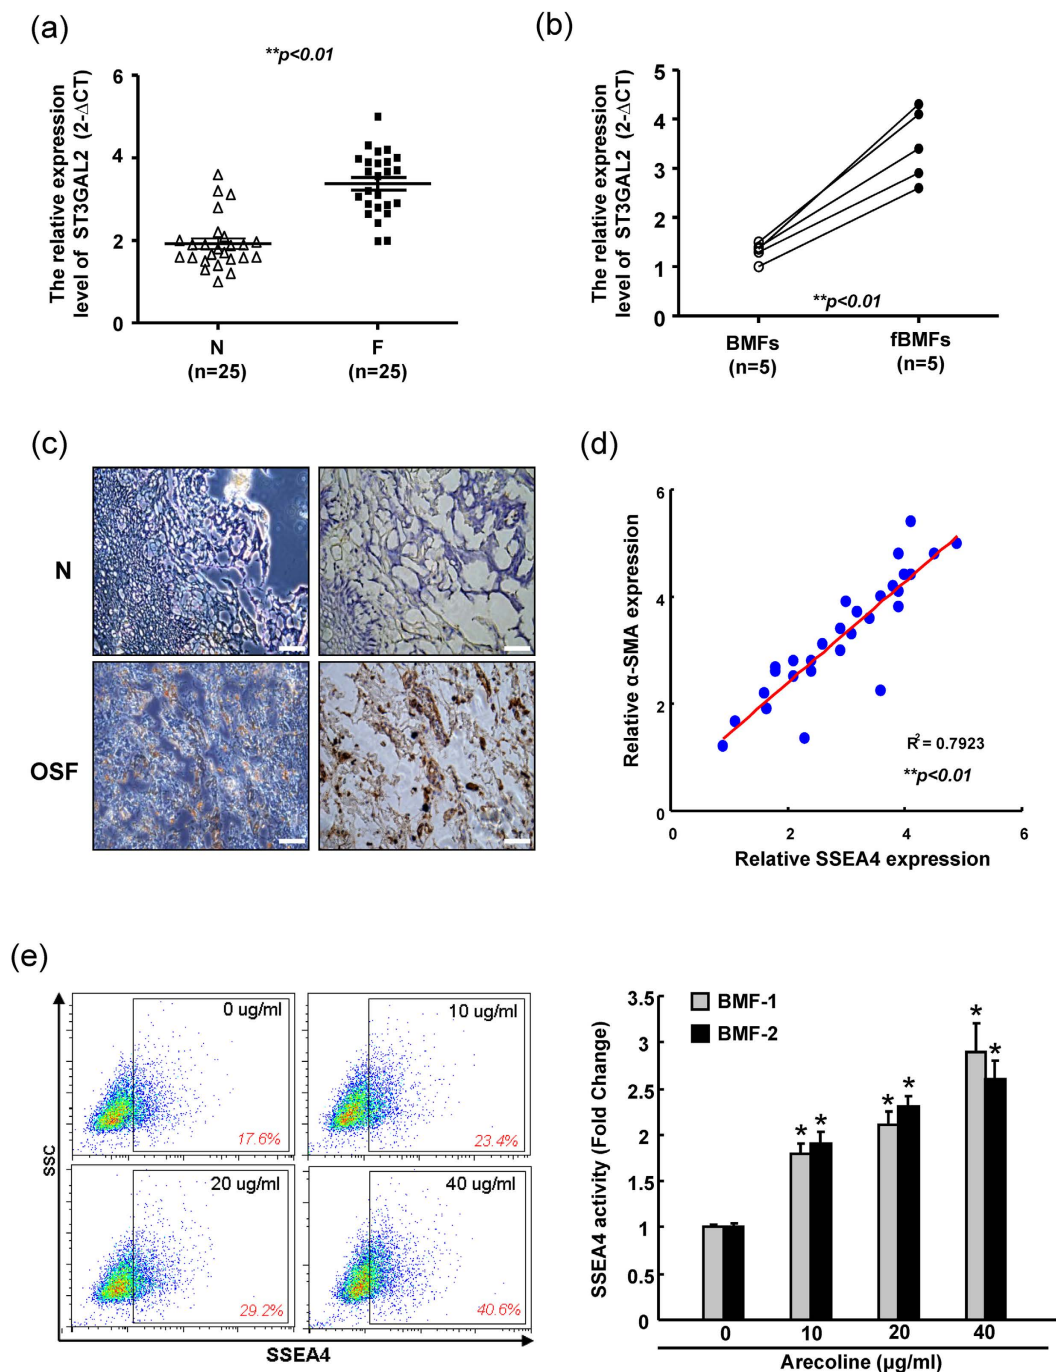 (a)
**p<0.01
The relative expression
level of ST3GAL2 (2-ΔCT)
6
4
2
0
N
(n=25)
F
(n=25)
(b)
The relative expression
level of ST3GAL2 (2-ΔCT)
5
4
3
2
1
0
**p<0.01
BMFs
(n=5)
fBMFs
(n=5)
(c)
N
OSF
(d)
Relative α-SMA expression
6
4
2
0
R²= 0.7923
**p<0.01
0
2
4
6
Relative SSEA4 expression
(e)
SSC
0 ug/ml
17.6%
10 ug/ml
23.4%
20 ug/ml
29.2%
40 ug/ml
40.6%
SSEA4
SSEA4 activity (Fold Change)
3.5
3
2.5
2
1.5
1
0.5
0
BMF-1
BMF-2
* *
* *
* *
0
10
20
40
Arecoline (μg/ml)